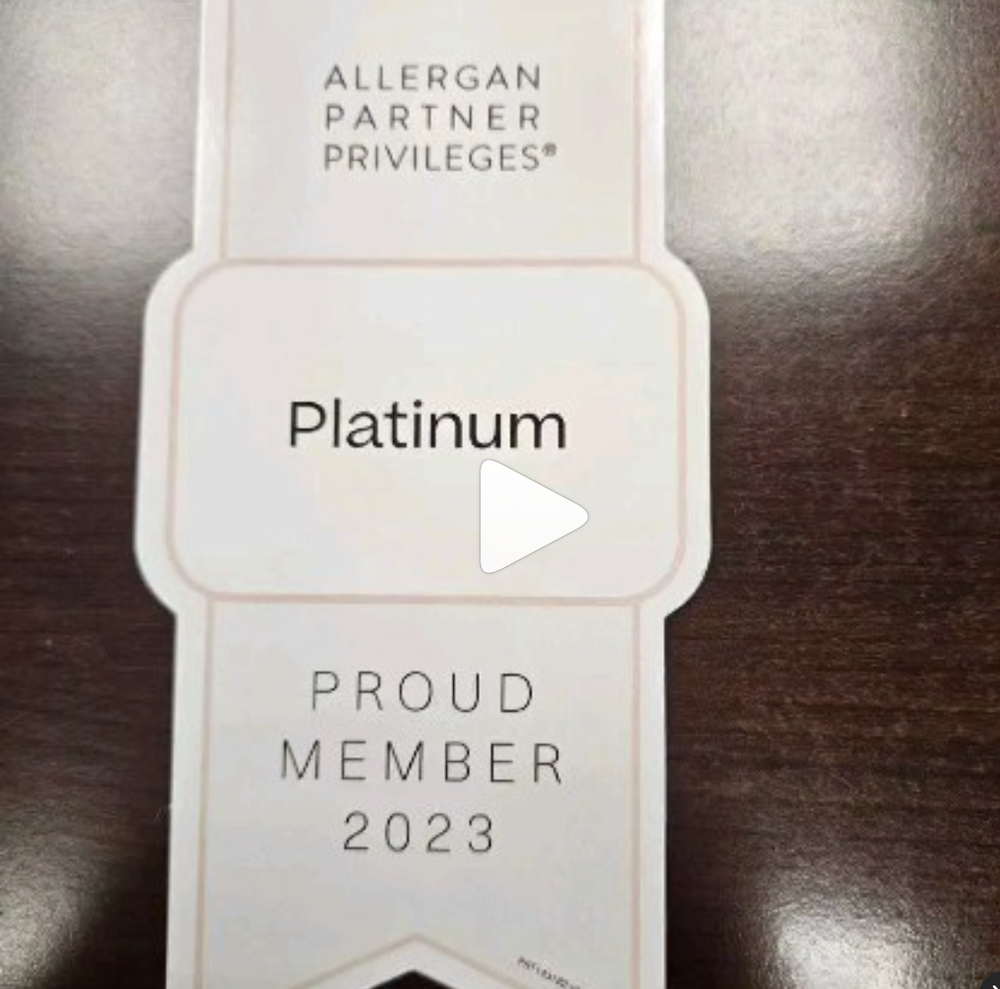 ALLERGAN
PARTNER
PRIVILEGES®
Platinum
PROUD
MEMBER
2023